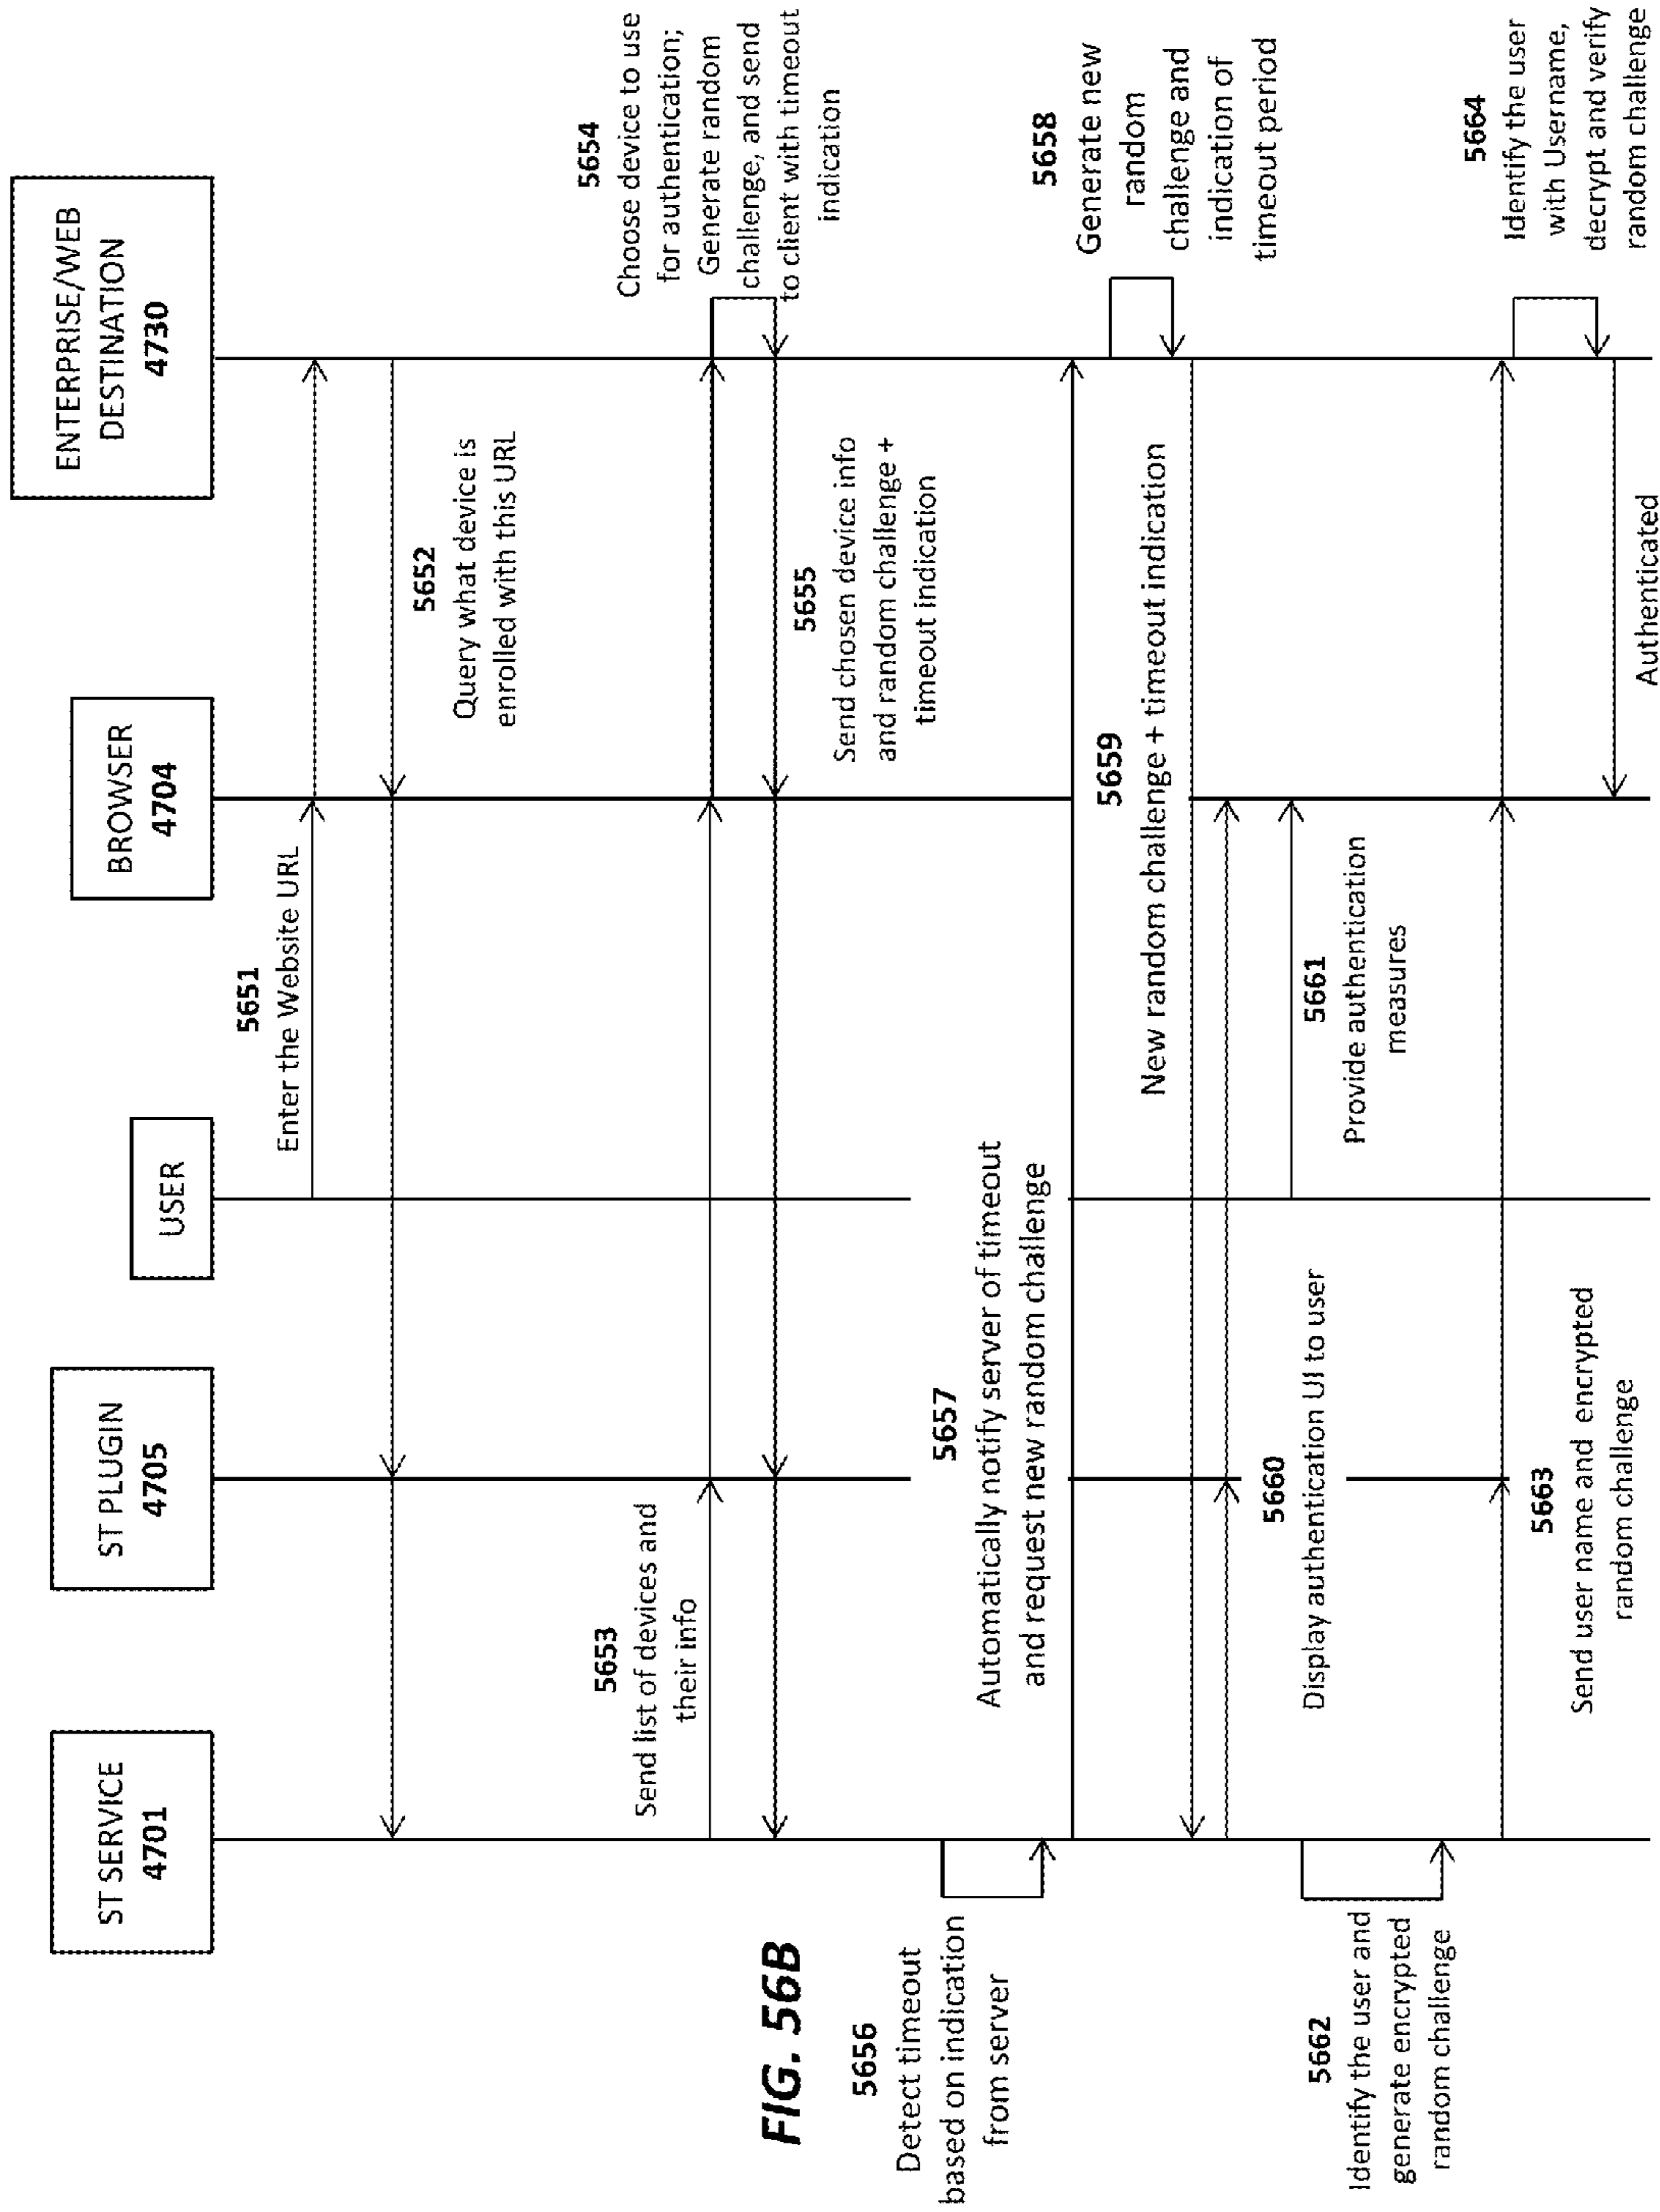 ST SERVICE
4701
ST PLUGIN
4705
USER
BROWSER
4704
ENTERPRISE/WEB
DESTINATION
4730
5651
Enter the Website URL
5652
Query what device is
enrolled with this URL
5653
Send list of devices and
their info
5654
Choose device to use
for authentication;
Generate random
challenge, and send
to client with timeout
indication
5655
Send chosen device info
and random challenge +
timeout indication
FIG. 56B
5656
Detect timeout
based on indication
from server
5657
Automatically notify server of timeout
and request new random challenge
5658
Generate new
random
challenge and
indication of
timeout period
5659
New random challenge + timeout indication
5660
Display authentication UI to user
5661
Provide authentication
measures
5662
Identify the user and
generate encrypted
random challenge
5663
Send user name and encrypted
random challenge
5664
Identify the user
with Username,
decrypt and verify
random challenge
Authenticated